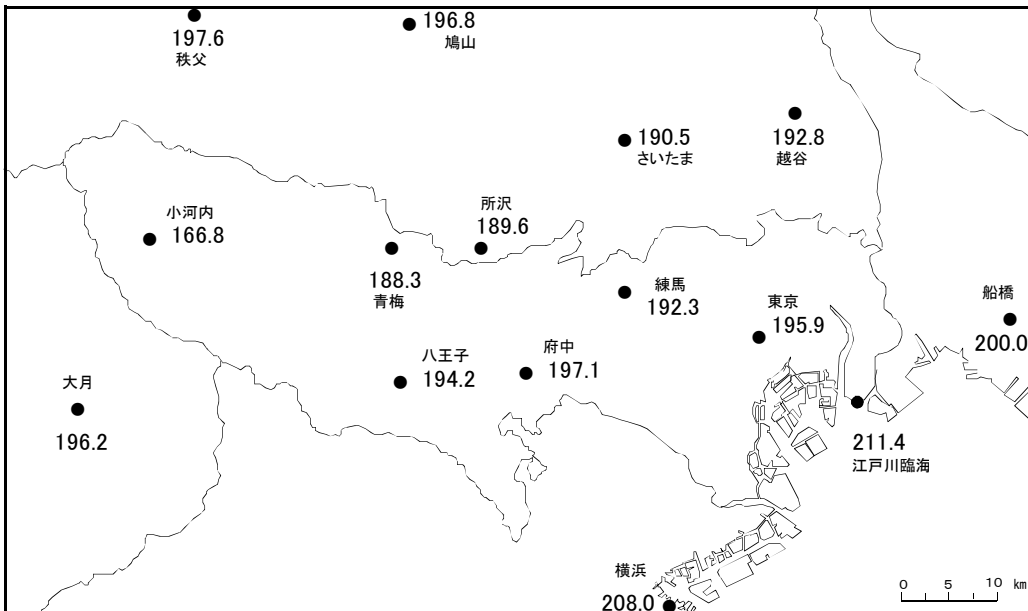 197.6
秩父
196.8
鳩山
190.5
さいたま
192.8
越谷
小河内
166.8
所沢
189.6
188.3
青梅
練馬
192.3
東京
195.9
船橋
200.0
大月
196.2
八王子
194.2
府中
197.1
211.4
江戸川臨海
横浜
208.0
0 5 10 km